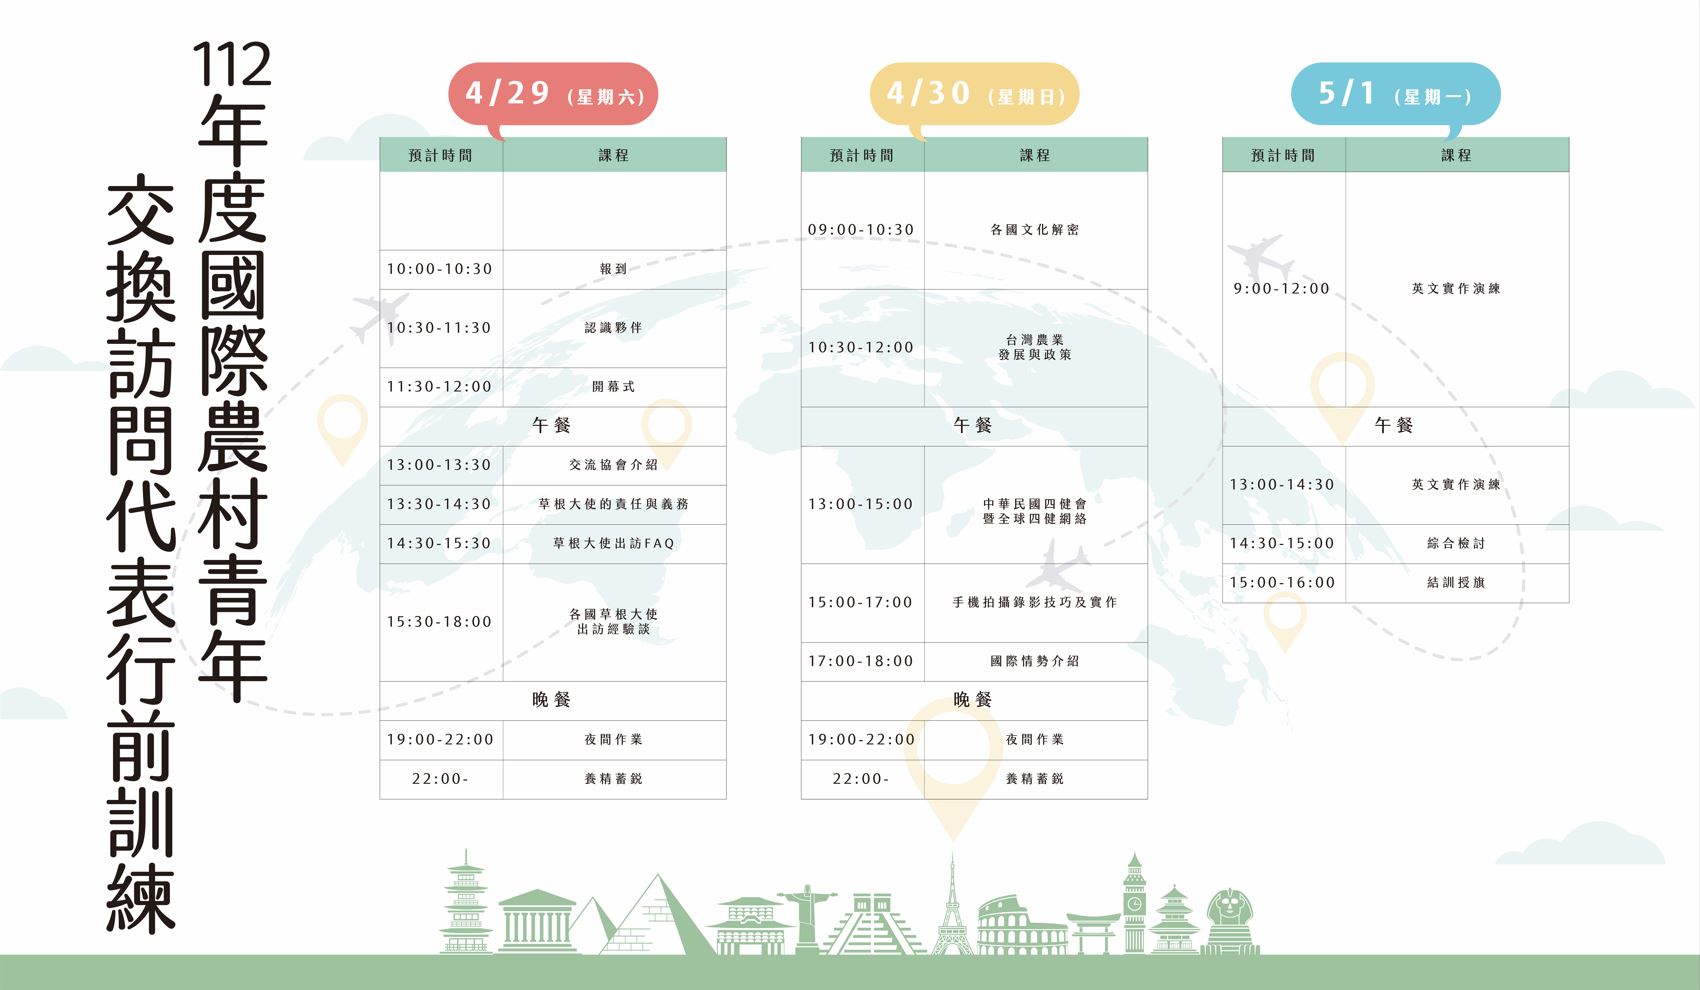 112年度國際農村青年
交換訪問代表行前訓練
4/29 (星期六)
預計時間 課程
10:00-10:30 報到
10:30-11:30 認識夥伴
11:30-12:00 開幕式
午餐
13:00-13:30 交流協會介紹
13:30-14:30 草根大使的責任與義務
14:30-15:30 草根大使出訪FAQ
15:30-18:00 各國草根大使
出訪經驗談
晚餐
19:00-22:00 夜間作業
22:00- 養精蓄銳
4/30 (星期日)
預計時間 課程
09:00-10:30 各國文化解密
10:30-12:00 台灣農業
發展與政策
午餐
13:00-15:00 中華民國四健會
暨全球四健網絡
15:00-17:00 手機拍攝錄影技巧及實作
17:00-18:00 國際情勢介紹
晚餐
19:00-22:00 夜間作業
22:00- 養精蓄銳
5/1 (星期一)
預計時間 課程
9:00-12:00 英文實作演練
午餐
13:00-14:30 英文實作演練
14:30-15:00 綜合檢討
15:00-16:00 結訓授旗